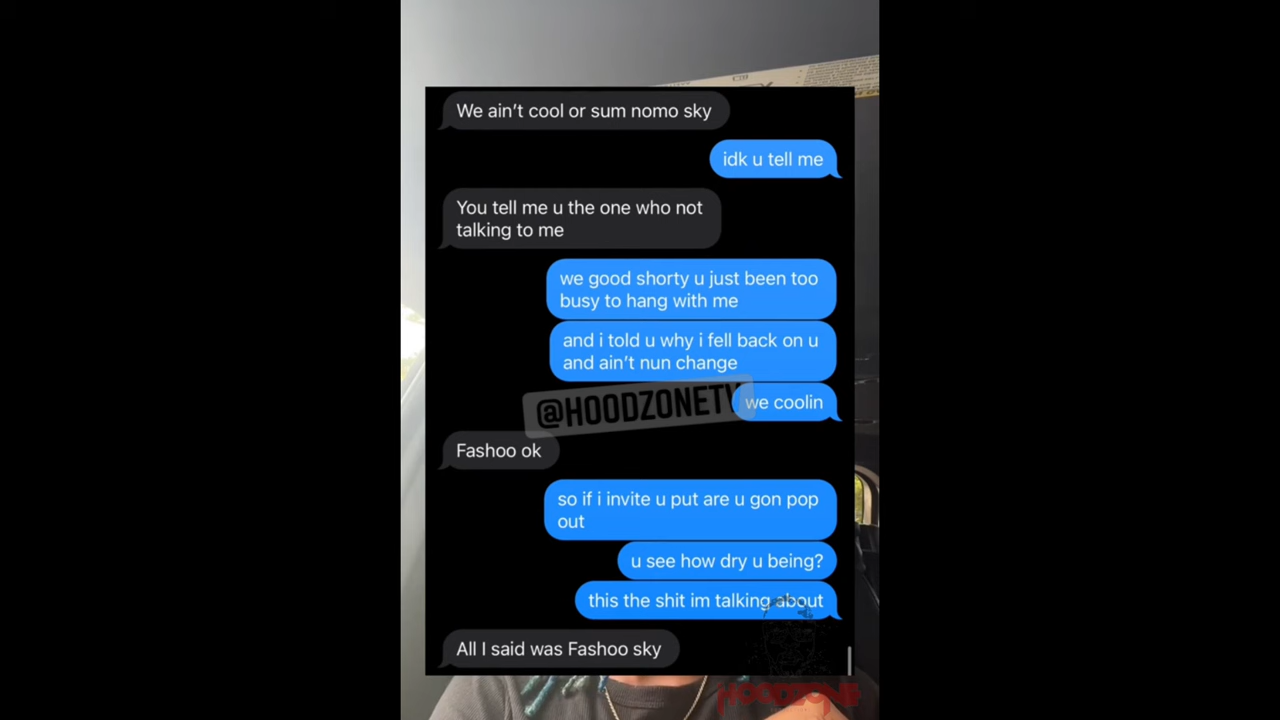 We ain't cool or sum nomo sky
idk u tell me
You tell me u the one who not
talking to me
we good shorty u just been too
busy to hang with me
and i told u why i fell back on u
and ain't nun change
@HOODZONETV
we coolin
Fashoo ok
so if i invite u put are u gon pop
out
u see how dry u being?
this the shit im talking about
All I said was Fashoo sky
HOODZONE